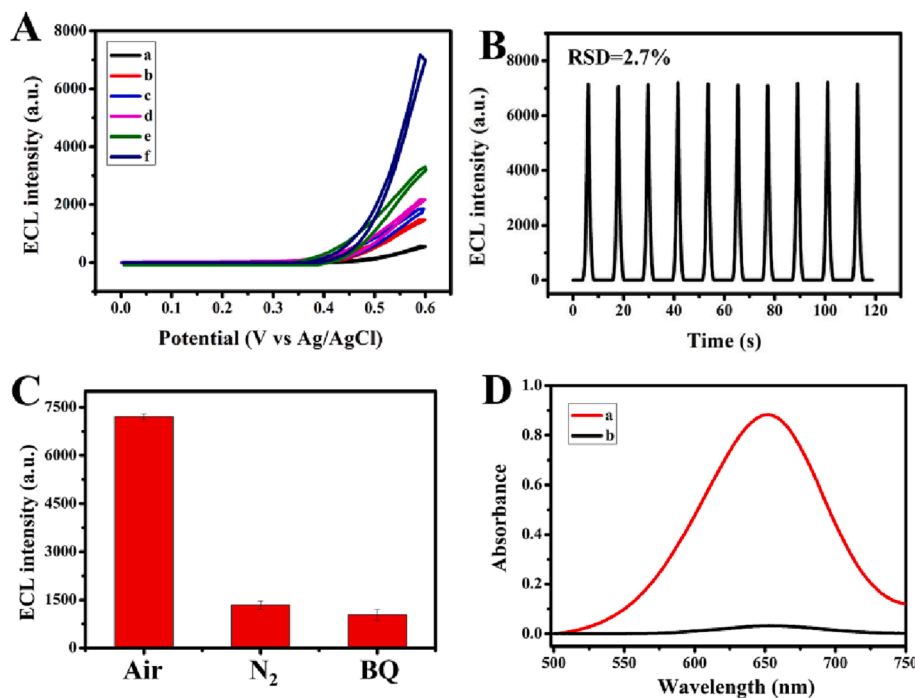 A
8000
6000
4000
2000
0
ECL intensity (a.u.)
a
b
c
d
e
f
0.0 0.1 0.2 0.3 0.4 0.5 0.6
Potential (V vs Ag/AgCl)
B
RSD=2.7%
8000
6000
4000
2000
0
ECL intensity (a.u.)
0 20 40 60 80 100 120
Time (s)
C
7500
6000
4500
3000
1500
0
ECL intensity (a.u.)
Air N₂ BQ
D
1.0
0.8
0.6
0.4
0.2
0.0
Absorbance
a
b
500 550 600 650 700 750
Wavelength (nm)